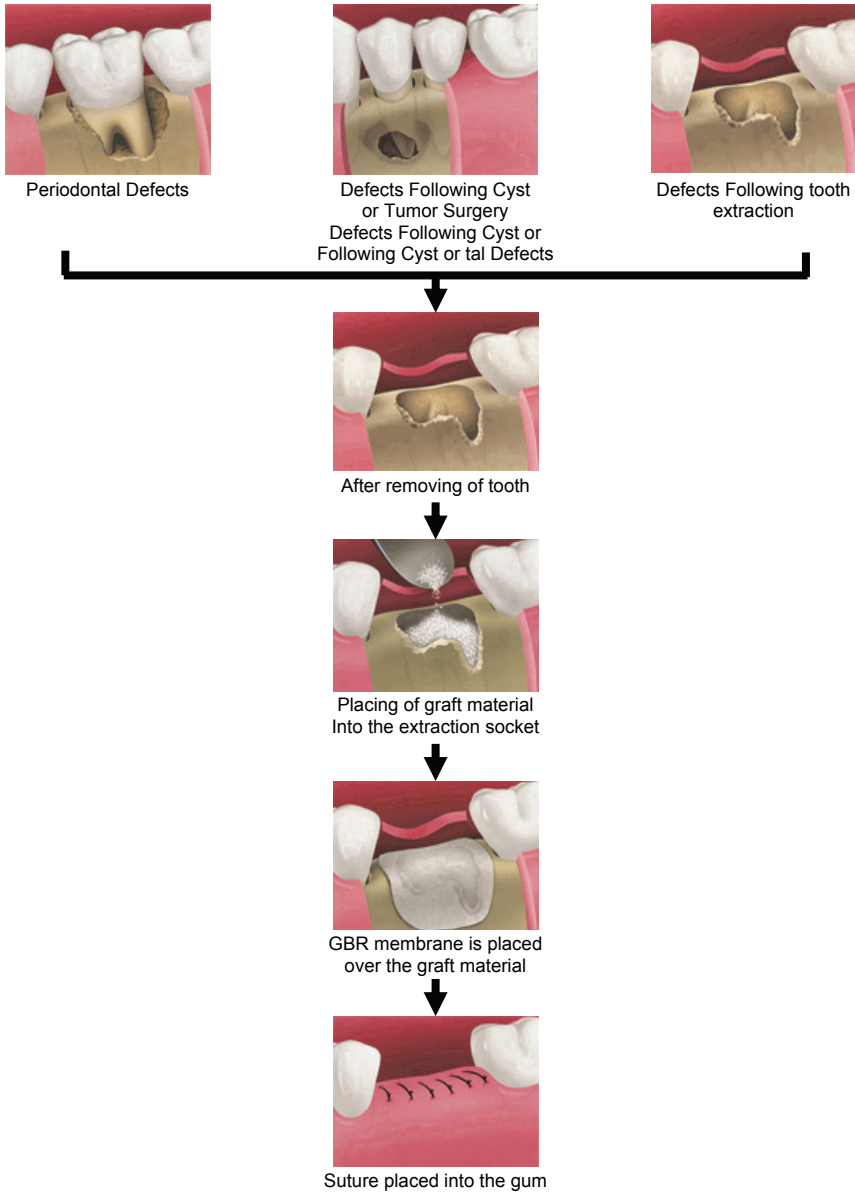 Periodontal Defects
Defects Following Cyst
or Tumor Surgery
Defects Following Cyst or
Following Cyst or tal Defects
Defects Following tooth
extraction
After removing of tooth
Placing of graft material
Into the extraction socket
GBR membrane is placed
over the graft material
Suture placed into the gum